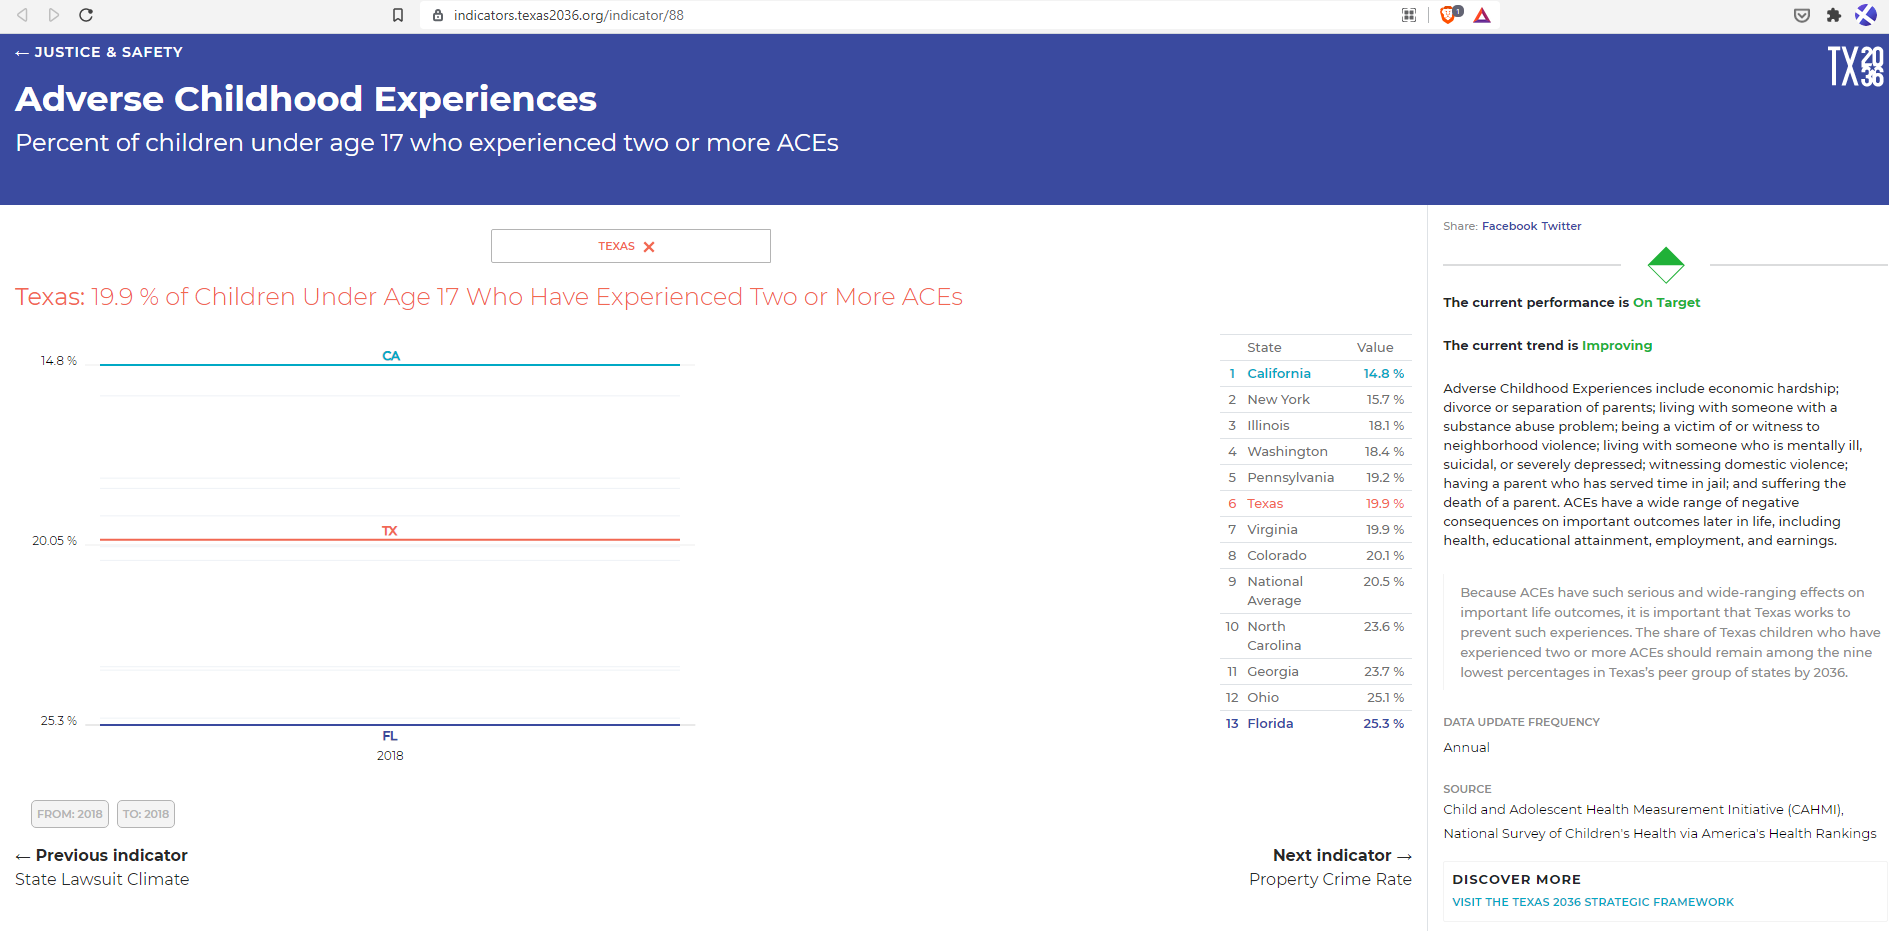 indicators.texas2036.org/indicator/88
1
← JUSTICE & SAFETY
TX 20
36
Adverse Childhood Experiences
Percent of children under age 17 who experienced two or more ACEs
TEXAS ✕
Texas: 19.9 % of Children Under Age 17 Who Have Experienced Two or More ACEs
14.8 %
CA
20.05 %
TX
25.3 %
FL
2018
FROM: 2018 TO: 2018
State Value
1 California 14.8 %
2 New York 15.7 %
3 Illinois 18.1 %
4 Washington 18.4 %
5 Pennsylvania 19.2 %
6 Texas 19.9 %
7 Virginia 19.9 %
8 Colorado 20.1 %
9 National 20.5 %
Average
10 North 23.6 %
Carolina
11 Georgia 23.7 %
12 Ohio 25.1 %
13 Florida 25.3 %
← Previous indicator
State Lawsuit Climate
Next indicator →
Property Crime Rate
Share: Facebook Twitter
The current performance is On Target
The current trend is Improving
Adverse Childhood Experiences include economic hardship;
divorce or separation of parents; living with someone with a
substance abuse problem; being a victim of or witness to
neighborhood violence; living with someone who is mentally ill,
suicidal, or severely depressed; witnessing domestic violence;
having a parent who has served time in jail; and suffering the
death of a parent. ACEs have a wide range of negative
consequences on important outcomes later in life, including
health, educational attainment, employment, and earnings.
Because ACEs have such serious and wide-ranging effects on
important life outcomes, it is important that Texas works to
prevent such experiences. The share of Texas children who have
experienced two or more ACEs should remain among the nine
lowest percentages in Texas’s peer group of states by 2036.
DATA UPDATE FREQUENCY
Annual
SOURCE
Child and Adolescent Health Measurement Initiative (CAHMI),
National Survey of Children's Health via America's Health Rankings
DISCOVER MORE
VISIT THE TEXAS 2036 STRATEGIC FRAMEWORK